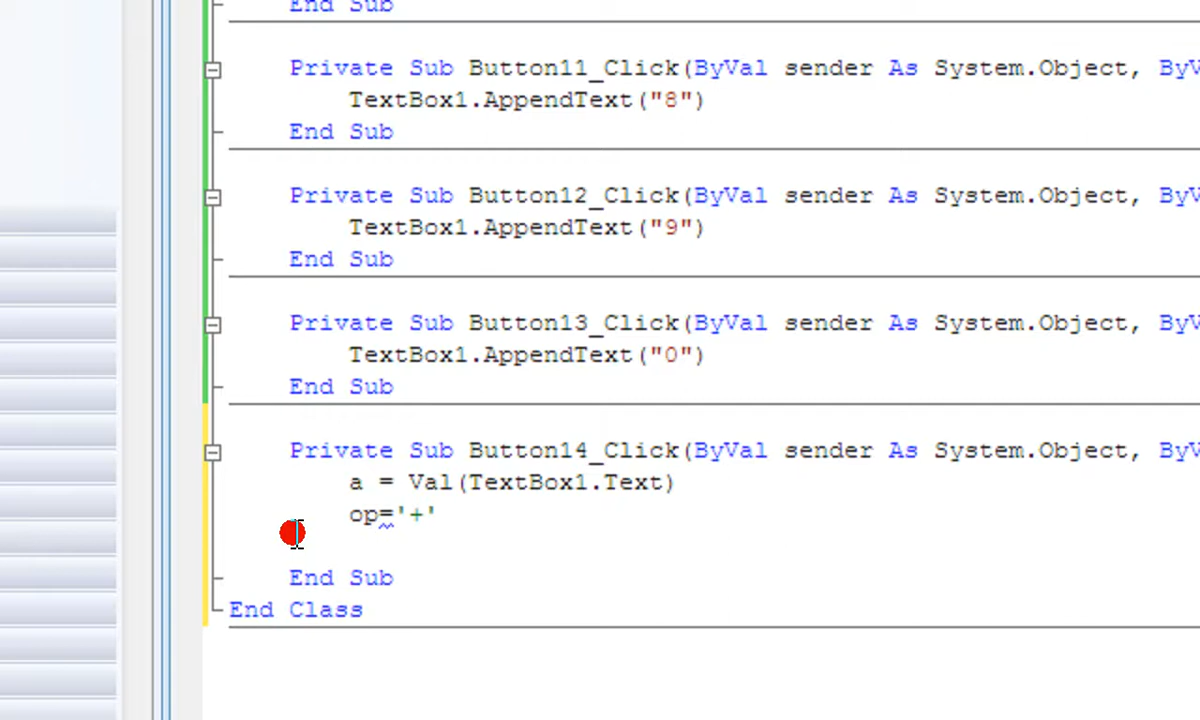 End Sub
Private Sub Button11_Click(ByVal sender As System.Object, ByV
TextBox1.AppendText("8")
End Sub
Private Sub Button12_Click(ByVal sender As System.Object, ByV
TextBox1.AppendText("9")
End Sub
Private Sub Button13_Click(ByVal sender As System.Object, ByV
TextBox1.AppendText("0")
End Sub
Private Sub Button14_Click(ByVal sender As System.Object, ByV
a = Val(TextBox1.Text)
op='+'
End Sub
End Class